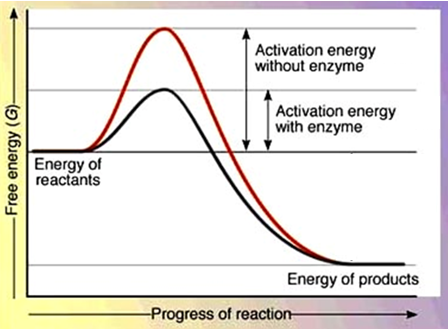 Free energy (G)
Activation energy
without enzyme
Activation energy
with enzyme
Energy of
reactants
Energy of products
Progress of reaction